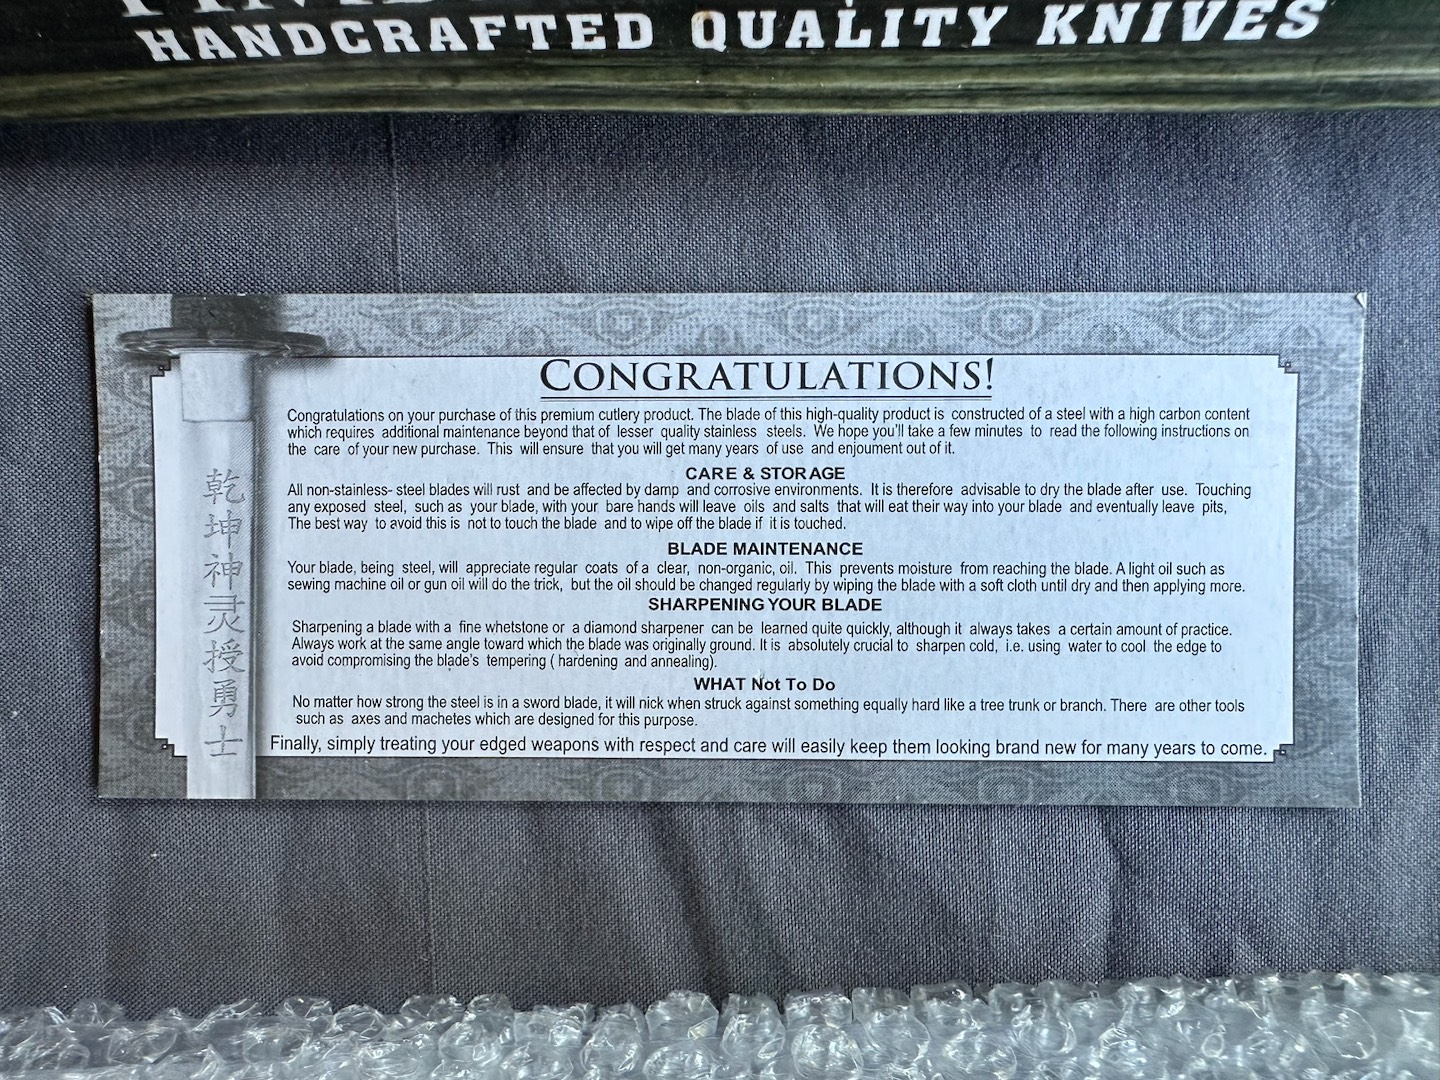 HANDCRAFTED QUALITY KNIVES
CONGRATULATIONS!
Congratulations on your purchase of this premium cutlery product. The blade of this high-quality product is constructed of a steel with a high carbon content
which requires additional maintenance beyond that of lesser quality stainless steels. We hope you'll take a few minutes to read the following instructions on
the care of your new purchase. This will ensure that you will get many years of use and enjoument out of it.
CARE & STORAGE
All non-stainless- steel blades will rust and be affected by damp and corrosive environments. It is therefore advisable to dry the blade after use. Touching
any exposed steel, such as your blade, with your bare hands will leave oils and salts that will eat their way into your blade and eventually leave pits,
The best way to avoid this is not to touch the blade and to wipe off the blade if it is touched.
BLADE MAINTENANCE
Your blade, being steel, will appreciate regular coats of a clear, non-organic, oil. This prevents moisture from reaching the blade. A light oil such as
sewing machine oil or gun oil will do the trick, but the oil should be changed regularly by wiping the blade with a soft cloth until dry and then applying more.
SHARPENING YOUR BLADE
Sharpening a blade with a fine whetstone or a diamond sharpener can be learned quite quickly, although it always takes a certain amount of practice.
Always work at the same angle toward which the blade was originally ground. It is absolutely crucial to sharpen cold, i.e. using water to cool the edge to
avoid compromising the blade's tempering ( hardening and annealing).
WHAT Not To Do
No matter how strong the steel is in a sword blade, it will nick when struck against something equally hard like a tree trunk or branch. There are other tools
such as axes and machetes which are designed for this purpose.
Finally, simply treating your edged weapons with respect and care will easily keep them looking brand new for many years to come.
乾坤神灵授勇士